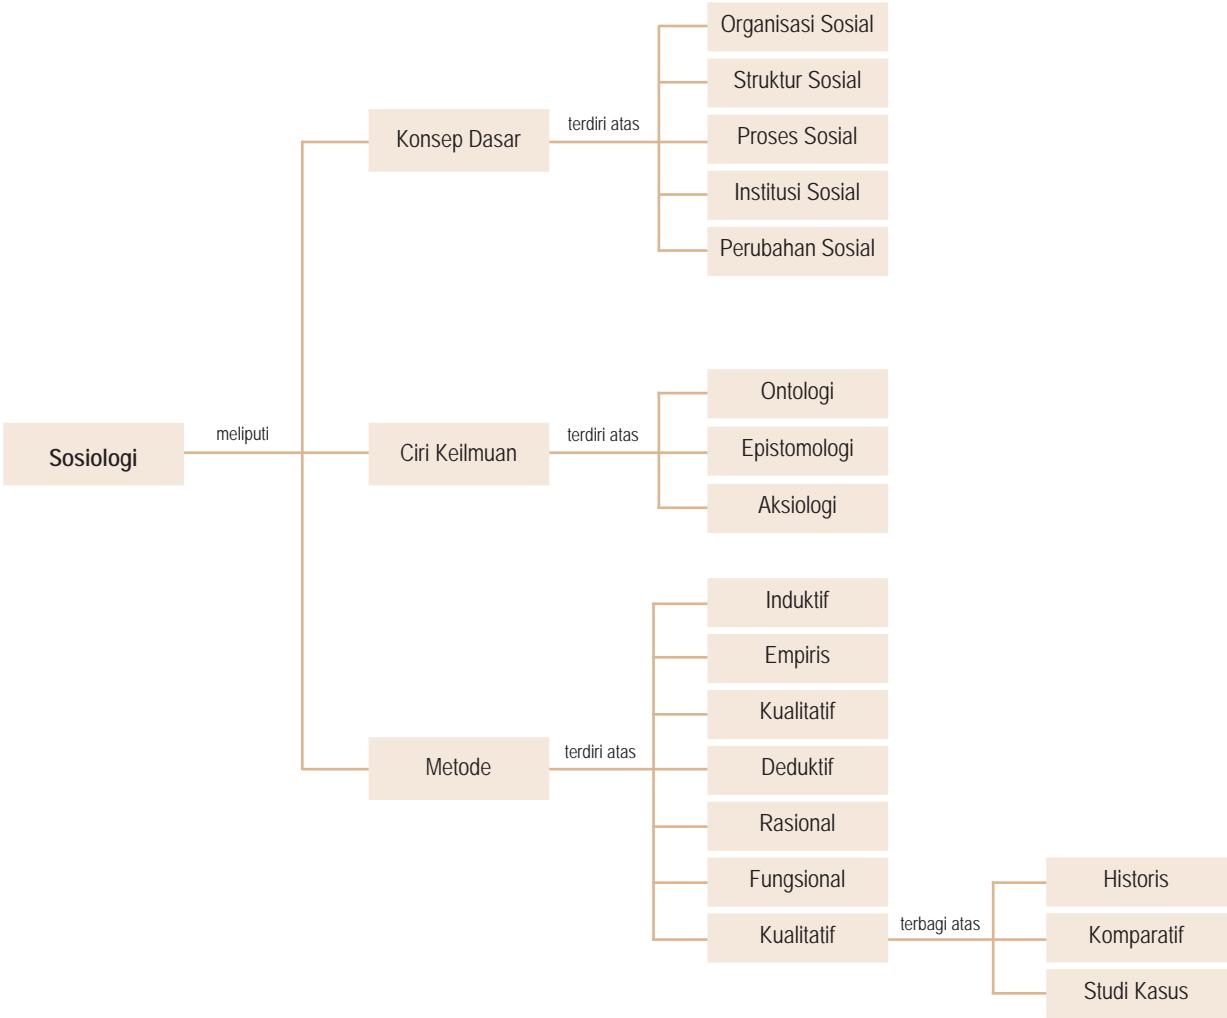 Organisasi Sosial
Struktur Sosial
Konsep Dasar
terdiri atas
Proses Sosial
Institusi Sosial
Perubahan Sosial
Sosiologi
meliputi
Ciri Keilmuan
terdiri atas
Ontologi
Epistomologi
Aksiologi
Metode
terdiri atas
Induktif
Empiris
Kualitatif
Deduktif
Rasional
Fungsional
Kualitatif
terbagi atas
Historis
Komparatif
Studi Kasus